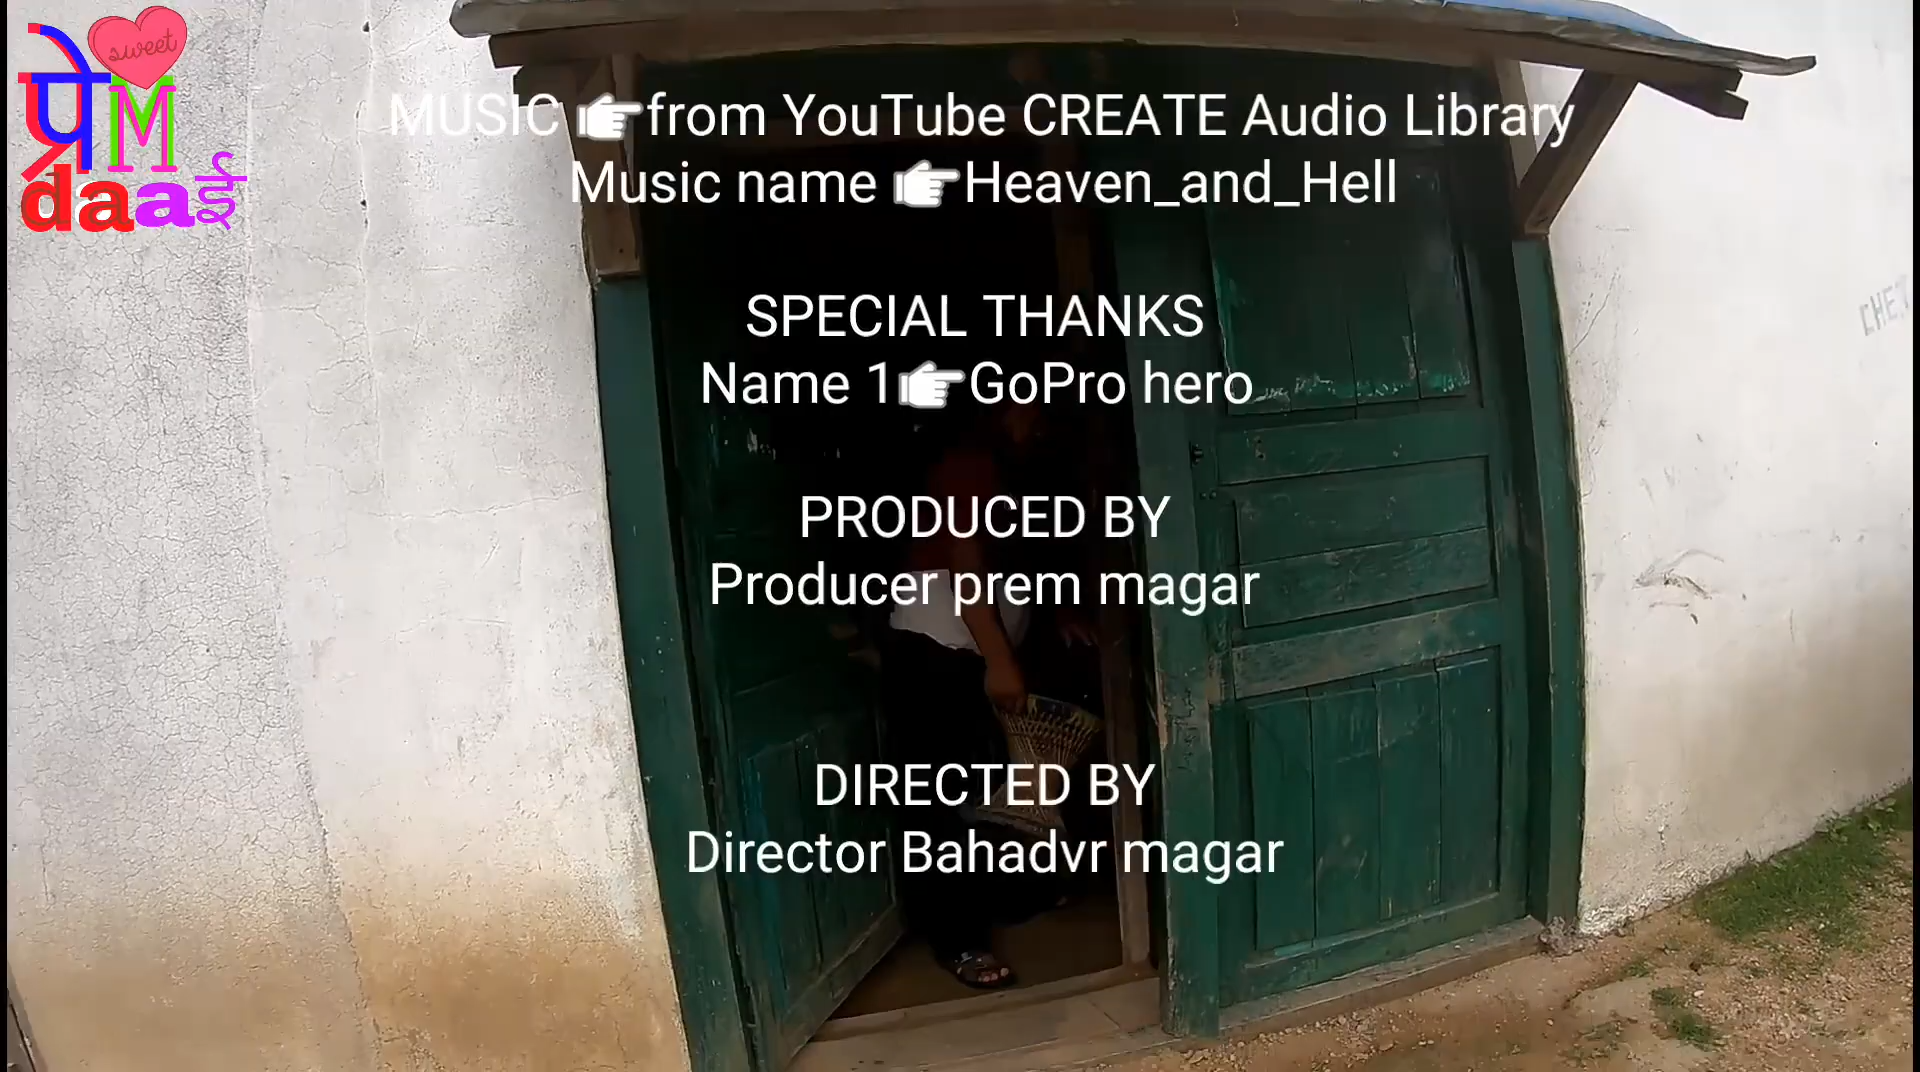 sweet
प्रेM
daaई
MUSIC 👉from YouTube CREATE Audio Library
Music name 👉Heaven_and_Hell
SPECIAL THANKS
Name 1👉GoPro hero
PRODUCED BY
Producer prem magar
DIRECTED BY
Director Bahadvr magar